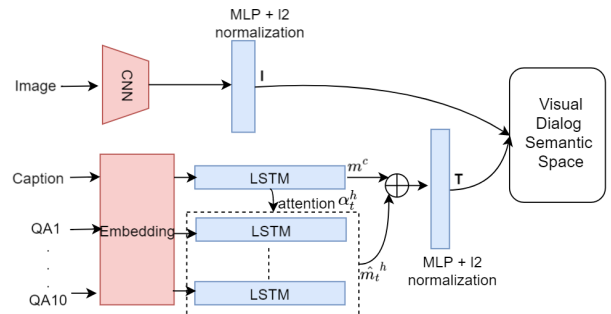 MLP + l2
normalization
Image
CNN
I
Visual
Dialog
Semantic
Space
Caption
Embedding
LSTM
m^c
attention α_t^h
T
QA1
LSTM
.
.
.
m̂_t^h
MLP + l2
normalization
QA10
LSTM